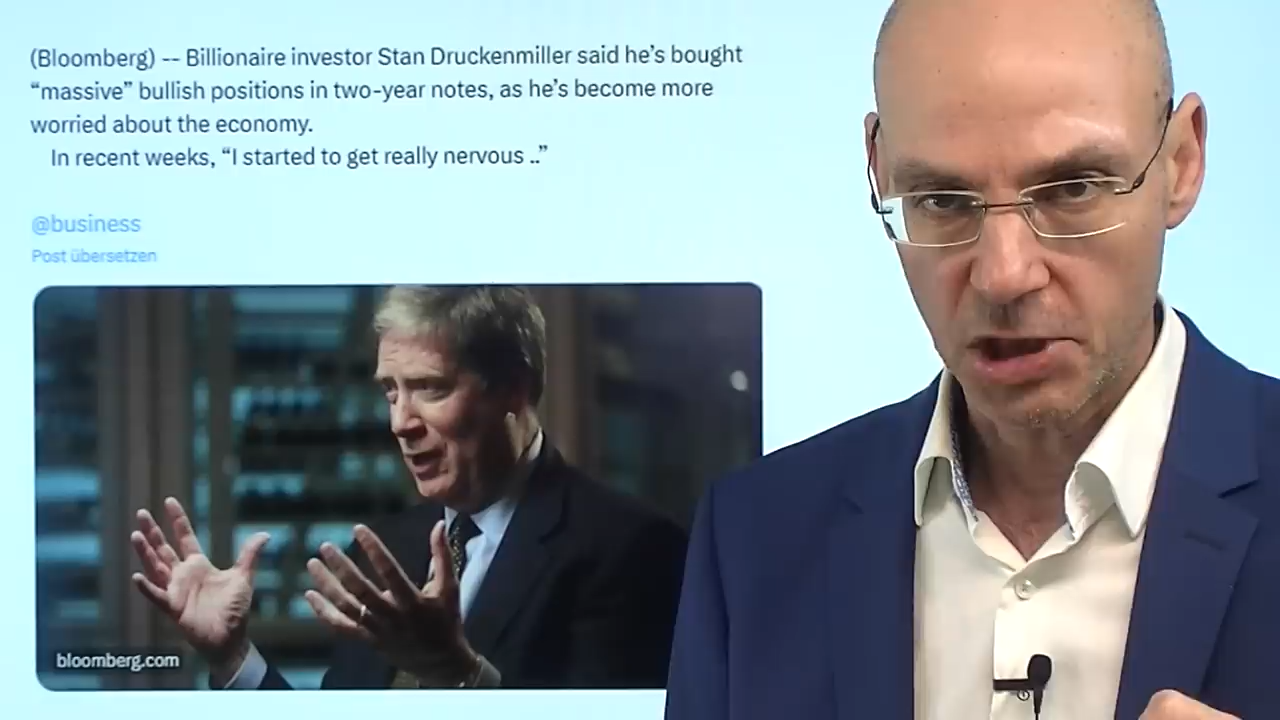 (Bloomberg) -- Billionaire investor Stan Druckenmiller said he’s bought
“massive” bullish positions in two-year notes, as he’s become more
worried about the economy.
In recent weeks, “I started to get really nervous ..”
@business
Post übersetzen
bloomberg.com